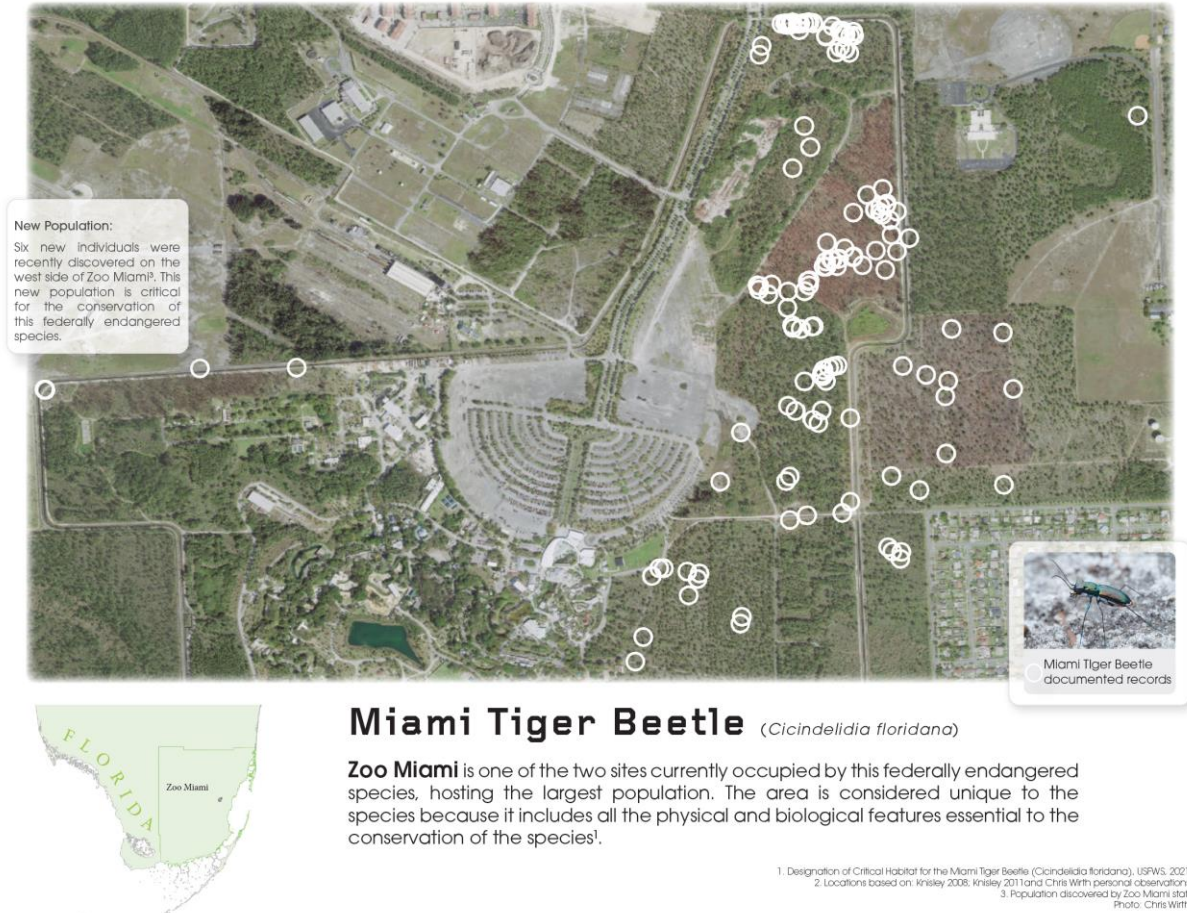 New Population:
Six new individuals were
recently discovered on the
west side of Zoo Miami³. This
new population is critical
for the conservation of
this federally endangered
species.
Miami Tiger Beetle
documented records
FLORIDA
Zoo Miami
Miami Tiger Beetle (Cicindelidia floridana)
Zoo Miami is one of the two sites currently occupied by this federally endangered
species, hosting the largest population. The area is considered unique to the
species because it includes all the physical and biological features essential to the
conservation of the species¹.
1. Designation of Critical Habitat for the Miami Tiger Beetle (Cicindelidia floridana), USFWS, 2021
2. Locations based on: Knisley 2008; Knisley 2011and Chris Wirth personal observations
3. Population discovered by Zoo Miami staf
Photo: Chris Wirth